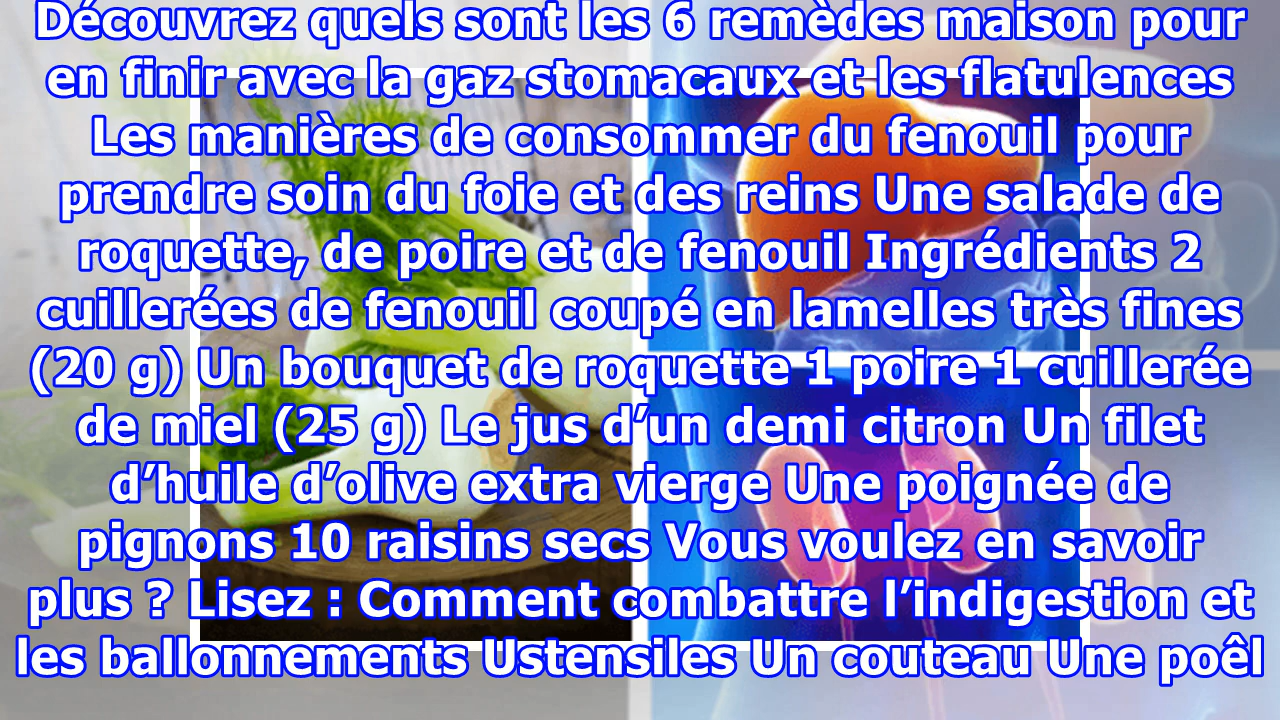 Découvrez quels sont les 6 remèdes maison pour
en finir avec la gaz stomacaux et les flatulences
Les manières de consommer du fenouil pour
prendre soin du foie et des reins Une salade de
roquette, de poire et de fenouil Ingrédients 2
cuillerées de fenouil coupé en lamelles très fines
(20 g) Un bouquet de roquette 1 poire 1 cuillerée
de miel (25 g) Le jus d’un demi citron Un filet
d’huile d’olive extra vierge Une poignée de
pignons 10 raisins secs Vous voulez en savoir
plus ? Lisez : Comment combattre l’indigestion et
les ballonnements Ustensiles Un couteau Une poêl